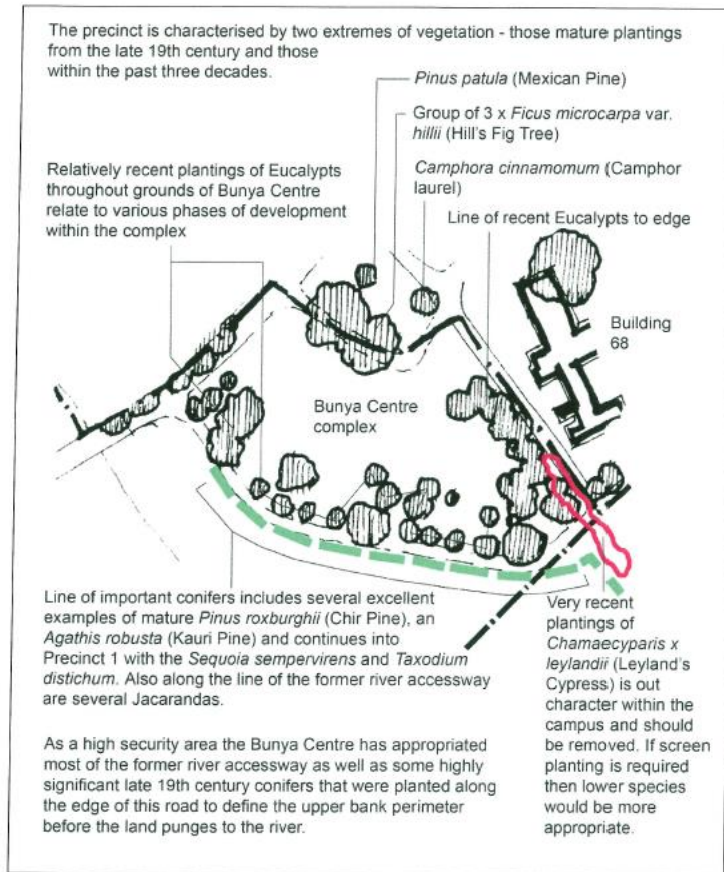 The precinct is characterised by two extremes of vegetation - those mature plantings
from the late 19th century and those
within the past three decades.
Pinus patula (Mexican Pine)
Group of 3 x Ficus microcarpa var.
hillii (Hill's Fig Tree)
Camphora cinnamomum (Camphor
laurel)
Relatively recent plantings of Eucalypts
throughout grounds of Bunya Centre
relate to various phases of development
within the complex
Line of recent Eucalypts to edge
Building
68
Bunya Centre
complex
Line of important conifers includes several excellent
examples of mature Pinus roxburghii (Chir Pine), an
Agathis robusta (Kauri Pine) and continues into
Precinct 1 with the Sequoia sempervirens and Taxodium
distichum. Also along the line of the former river accessway
are several Jacarandas.
As a high security area the Bunya Centre has appropriated
most of the former river accessway as well as some highly
significant late 19th century conifers that were planted along
the edge of this road to define the upper bank perimeter
before the land punges to the river.
Very recent
plantings of
Chamaecyparis x
leylandii (Leyland's
Cypress) is out
character within the
campus and should
be removed. If screen
planting is required
then lower species
would be more
appropriate.